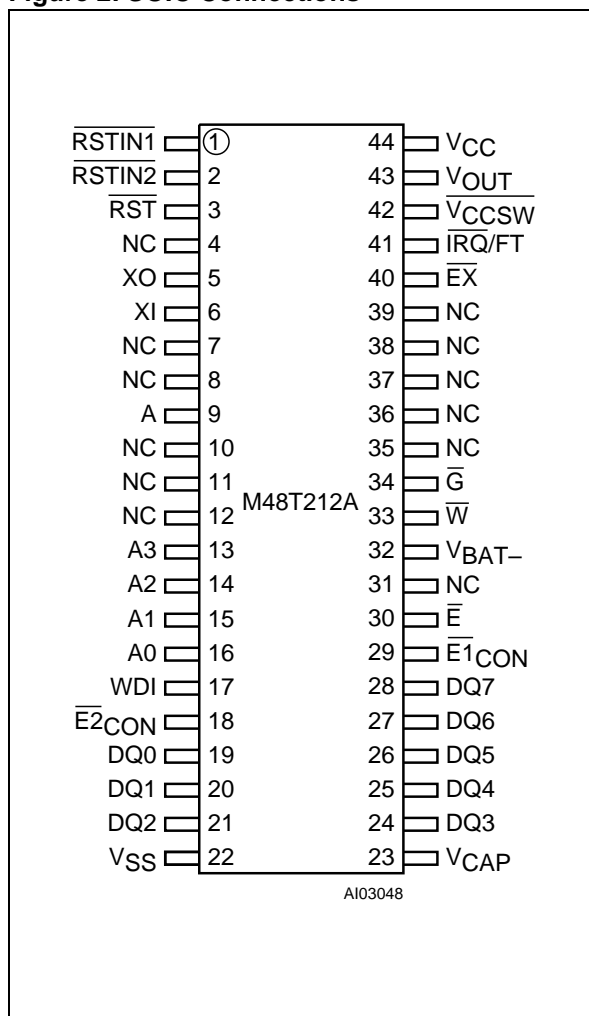 Figure 2. SOIC Connections
RSTIN1 1 44 VCC
RSTIN2 2 43 VOUT
RST 3 42 VCCSW
NC 4 41 IRQ/FT
XO 5 40 EX
XI 6 39 NC
NC 7 38 NC
NC 8 37 NC
A 9 36 NC
NC 10 35 NC
NC 11 34 G
M48T212A
NC 12 33 W
A3 13 32 VBAT–
A2 14 31 NC
A1 15 30 E
A0 16 29 E1CON
WDI 17 28 DQ7
E2CON 18 27 DQ6
DQ0 19 26 DQ5
DQ1 20 25 DQ4
DQ2 21 24 DQ3
VSS 22 23 VCAP
AI03048